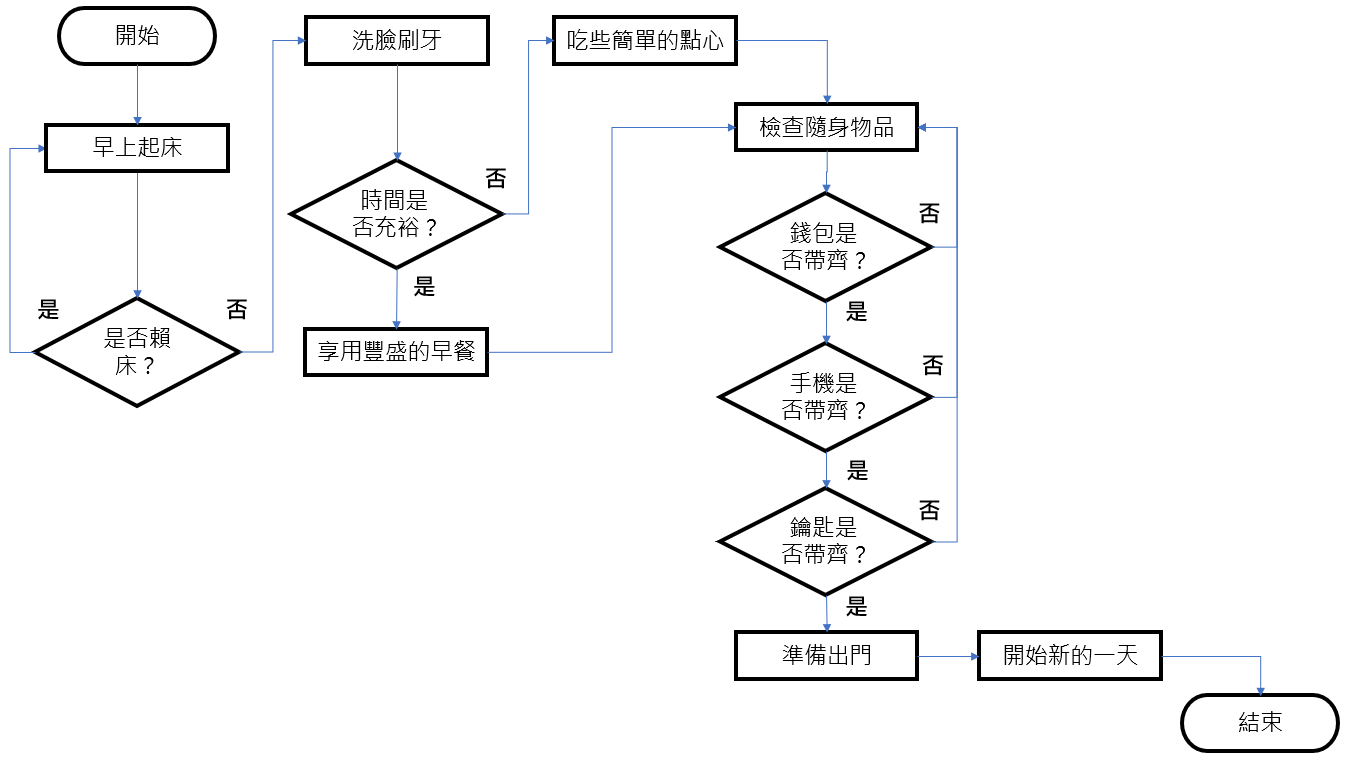 開始
早上起床
是
否
是否賴
床？
洗臉刷牙
時間是
否充裕？
否
是
享用豐盛的早餐
吃些簡單的點心
檢查隨身物品
錢包是
否帶齊？
否
是
手機是
否帶齊？
否
是
鑰匙是
否帶齊？
否
是
準備出門
開始新的一天
結束